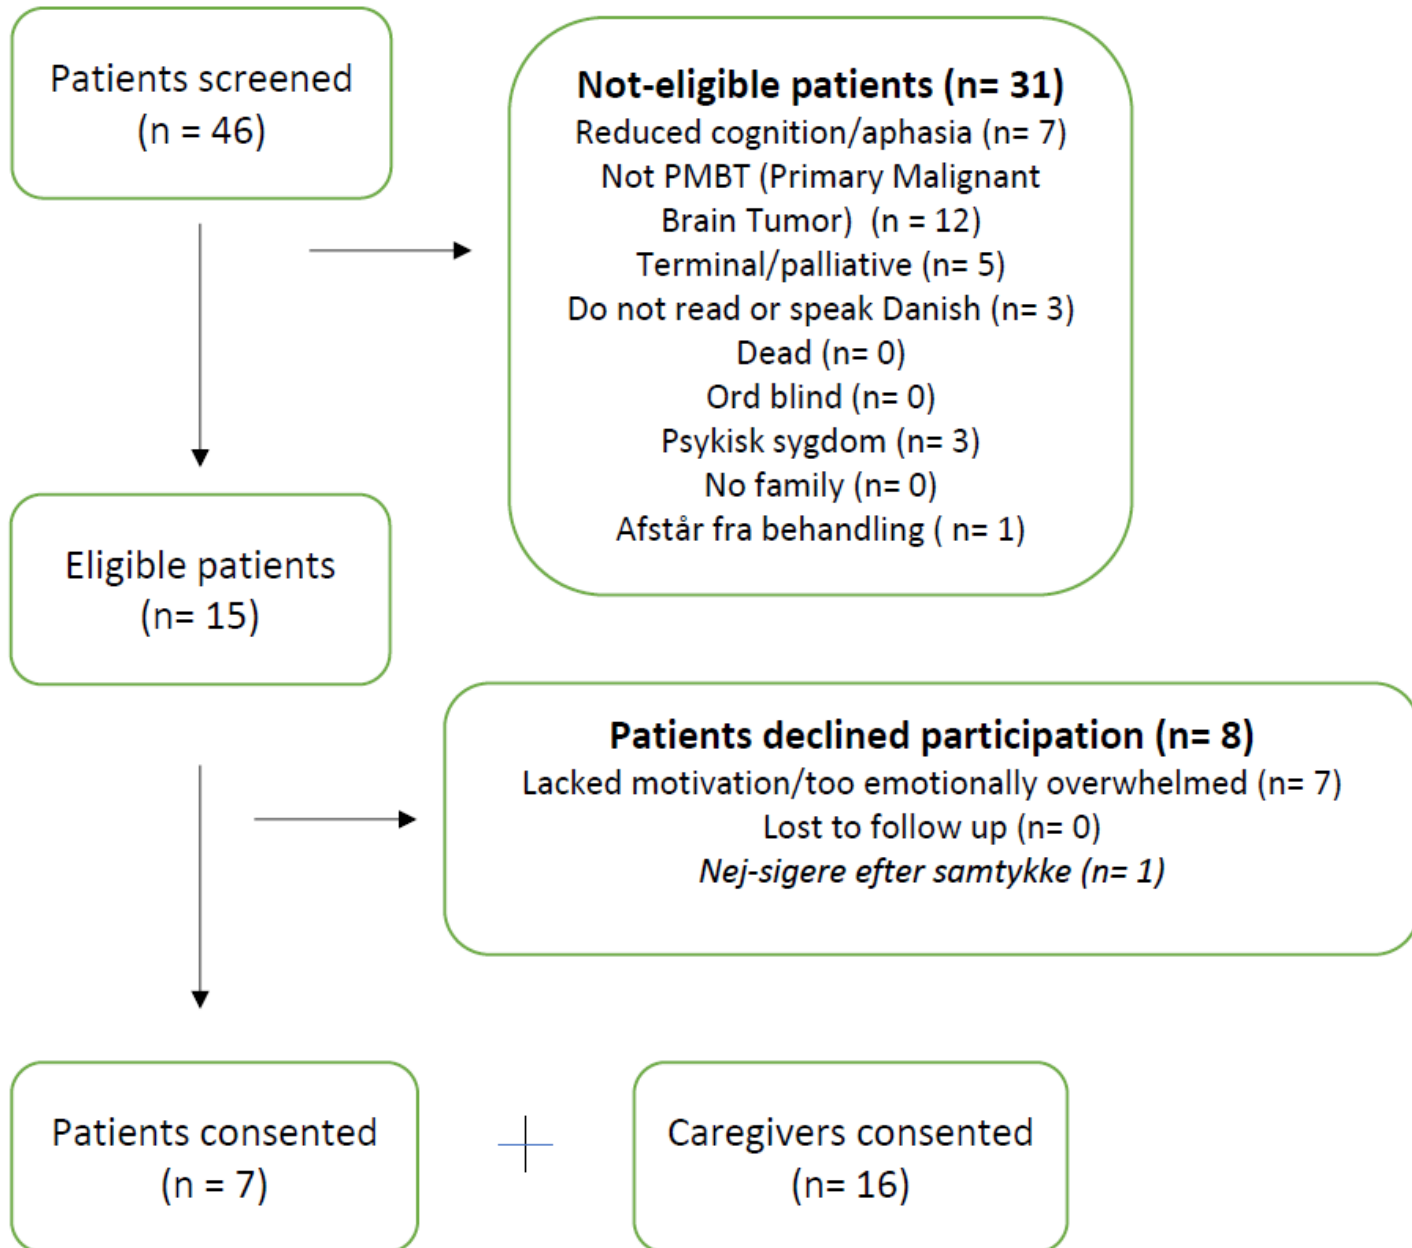 Patients screened
(n = 46)
Not-eligible patients (n= 31)
Reduced cognition/aphasia (n= 7)
Not PMBT (Primary Malignant
Brain Tumor)  (n = 12)
Terminal/palliative (n= 5)
Do not read or speak Danish (n= 3)
Dead (n= 0)
Ord blind (n= 0)
Psykisk sygdom (n= 3)
No family (n= 0)
Afstår fra behandling ( n= 1)
Eligible patients
(n= 15)
Patients declined participation (n= 8)
Lacked motivation/too emotionally overwhelmed (n= 7)
Lost to follow up (n= 0)
Nej-sigere efter samtykke (n= 1)
Patients consented
(n = 7)
Caregivers consented
(n= 16)